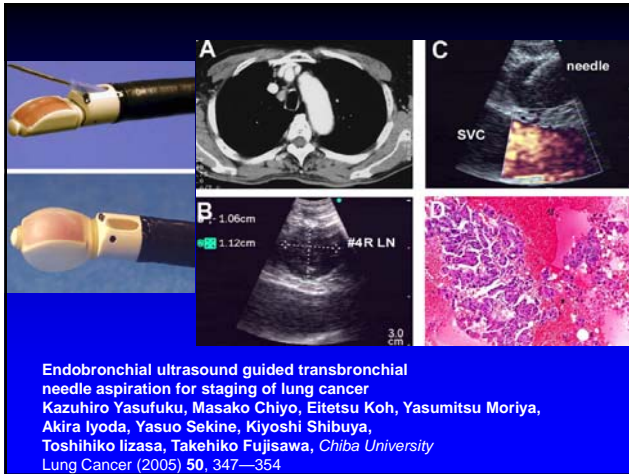 A
C
needle
SVC
B
1.06cm
1.12cm
#4R LN
3.0
cm
D
Endobronchial ultrasound guided transbronchial
needle aspiration for staging of lung cancer
Kazuhiro Yasufuku, Masako Chiyo, Eitetsu Koh, Yasumitsu Moriya,
Akira Iyoda, Yasuo Sekine, Kiyoshi Shibuya,
Toshihiko Iizasa, Takehiko Fujisawa, Chiba University
Lung Cancer (2005) 50, 347—354